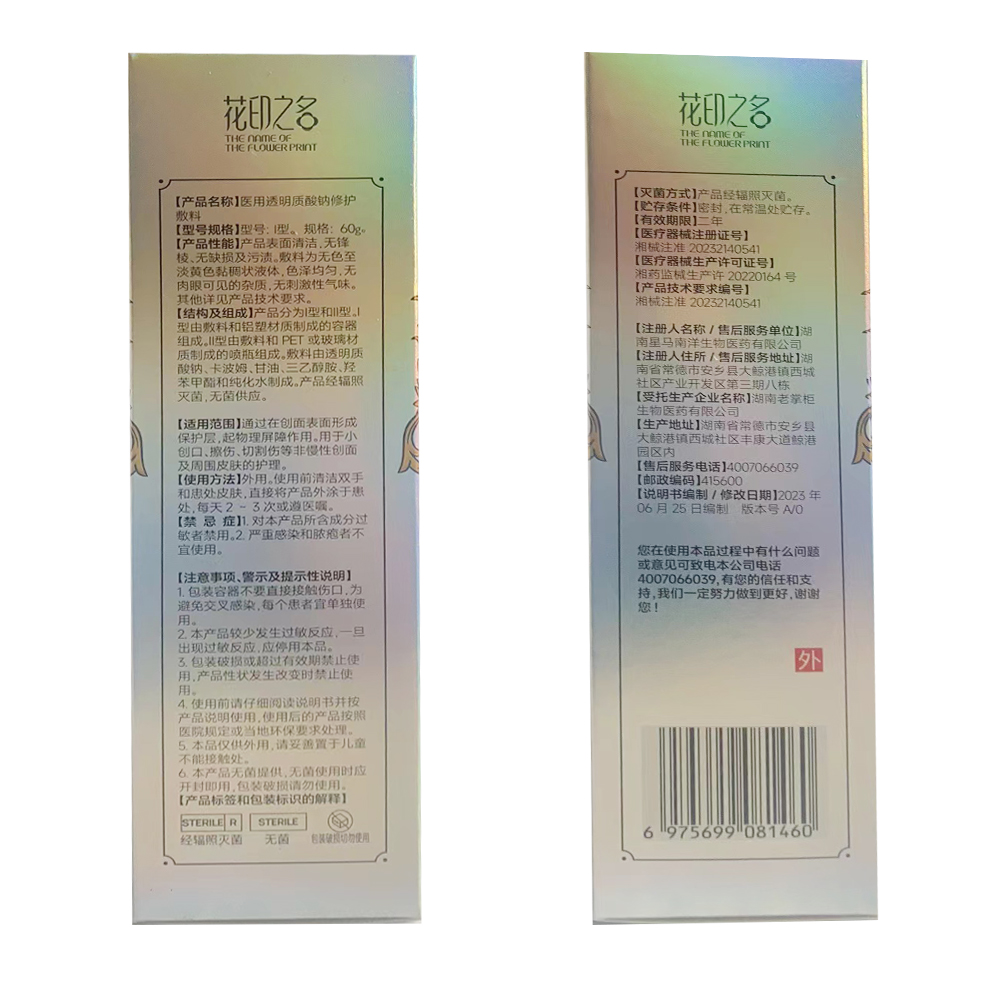 花印之名
THE NAME OF
THE FLOWER PRINT
【产品名称】医用透明质酸钠修护
敷料
【型号规格】型号: I型。规格: 60g。
【产品性能】产品表面清洁,无锋
棱、无缺损及污渍。敷料为无色至
淡黄色黏稠状液体,色泽均匀,无
肉眼可见的杂质,无刺激性气味。
其他详见产品技术要求。
【结构及组成】产品分为I型和II型。I
型由敷料和铝塑材质制成的容器
组成。II型由敷料和 PET 或玻璃材
质制成的喷瓶组成。敷料由透明质
酸钠、卡波姆、甘油、三乙醇胺、羟
苯甲酯和纯化水制成。产品经辐照
灭菌,无菌供应。
【适用范围】通过在创面表面形成
保护层,起物理屏障作用。用于小
创口、擦伤、切割伤等非慢性创面
及周围皮肤的护理。
【使用方法】外用。使用前清洁双手
和患处皮肤,直接将产品外涂于患
处,每天 2 - 3 次或遵医嘱。
【禁 忌 症】1. 对本产品所含成分过
敏者禁用。2. 严重感染和脓疱者不
宜使用。
【注意事项、警示及提示性说明】
1. 包装容器不要直接接触伤口,为
避免交叉感染,每个患者宜单独使
用。
2. 本产品较少发生过敏反应,一旦
出现过敏反应,应停用本品。
3. 包装破损或超过有效期禁止使
用,产品性状发生改变时禁止使
用。
4. 使用前请仔细阅读说明书并按
产品说明使用,使用后的产品按照
医院规定或当地环保要求处理。
5. 本品仅供外用,请妥善置于儿童
不能接触处。
6. 本产品无菌提供,无菌使用时应
开封即用,包装破损请勿使用。
【产品标签和包装标识的解释】
STERILE R STERILE
经辐照灭菌 无菌 包装破损切勿使用
花印之名
THE NAME OF
THE FLOWER PRINT
【灭菌方式】产品经辐照灭菌。
【贮存条件】密封,在常温处贮存。
【有效期限】二年
【医疗器械注册证号】
湘械注准 20232140541
【医疗器械生产许可证号】
湘药监械生产许 20220164 号
【产品技术要求编号】
湘械注准 20232140541
【注册人名称 / 售后服务单位】湖
南星马南洋生物医药有限公司
【注册人住所 / 售后服务地址】湖
南省常德市安乡县大鲸港镇西城
社区产业开发区第三期八栋
【受托生产企业名称】湖南老掌柜
生物医药有限公司
【生产地址】湖南省常德市安乡县
大鲸港镇西城社区丰康大道鲸港
园区内
【售后服务电话】4007066039
【邮政编码】415600
【说明书编制 / 修改日期】2023 年
06 月 25 日编制 版本号 A/0
您在使用本品过程中有什么问题
或意见可致电本公司电话
4007066039,有您的信任和支
持,我们一定努力做到更好,谢谢
您!
外
6 975699 081460